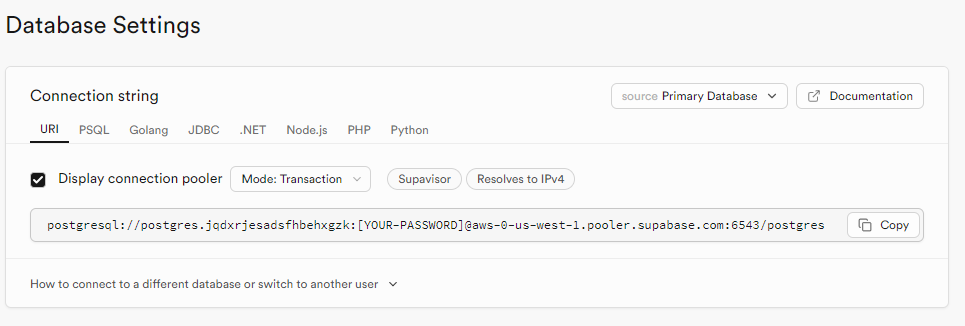 Database Settings
Connection string
source Primary Database
Documentation
URI PSQL Golang JDBC .NET Node.js PHP Python
Display connection pooler Mode: Transaction Supavisor Resolves to IPv4
postgresql://postgres.jqdxrjesadsfhbehxgzk:[YOUR-PASSWORD]@aws-0-us-west-1.pooler.supabase.com:6543/postgres Copy
How to connect to a different database or switch to another user